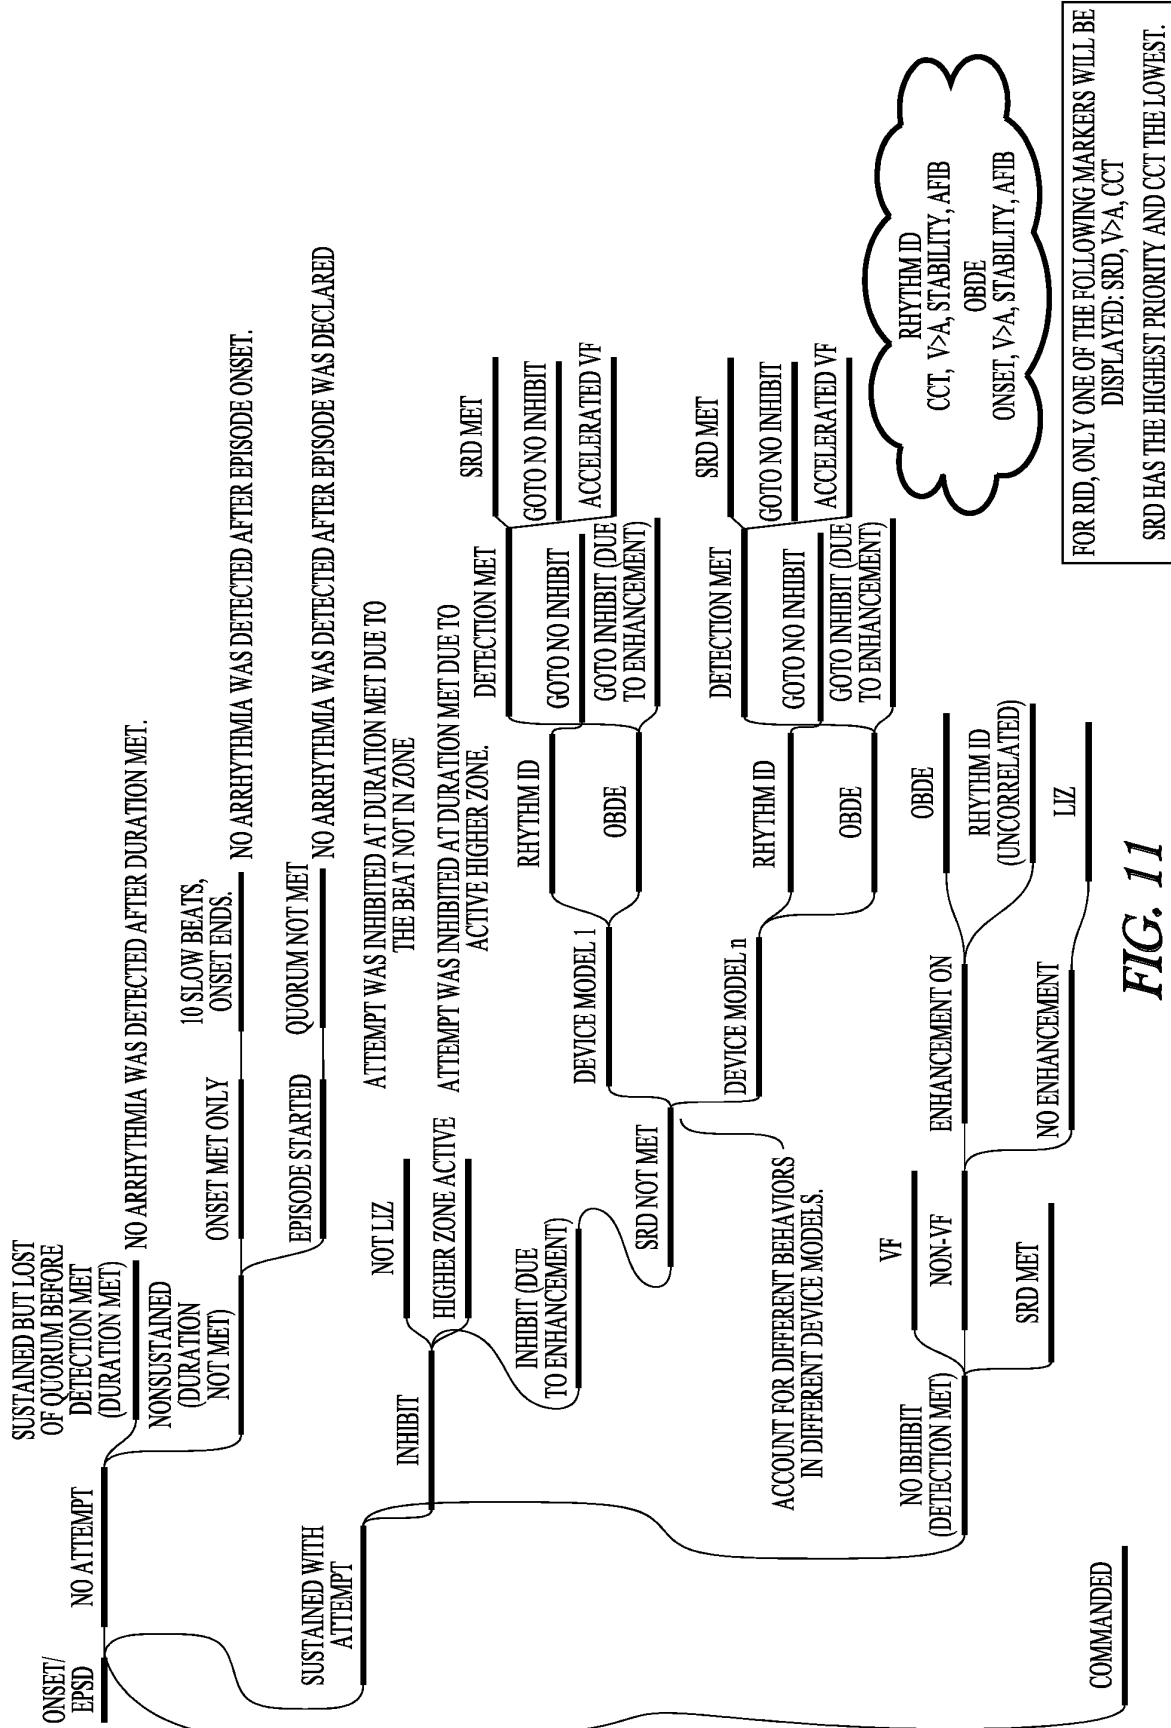 ONSET/
EPSD
NO ATTEMPT
SUSTAINED BUT LOST
OF QUORUM BEFORE
DETECTION MET
(DURATION MET)
NO ARRHYTHMIA WAS DETECTED AFTER DURATION MET.
NONSUSTAINED
(DURATION
NOT MET)
ONSET MET ONLY
10 SLOW BEATS,
ONSET ENDS.
NO ARRHYTHMIA WAS DETECTED AFTER EPISODE ONSET.
EPISODE STARTED
QUORUM NOT MET
NO ARRHYTHMIA WAS DETECTED AFTER EPISODE WAS DECLARED
SUSTAINED WITH
ATTEMPT
INHIBIT
NOT LIZ
ATTEMPT WAS INHIBITED AT DURATION MET DUE TO
THE BEAT NOT IN ZONE
HIGHER ZONE ACTIVE
ATTEMPT WAS INHIBITED AT DURATION MET DUE TO
ACTIVE HIGHER ZONE.
INHIBIT (DUE
TO ENHANCEMENT)
SRD NOT MET
ACCOUNT FOR DIFFERENT BEHAVIORS
IN DIFFERENT DEVICE MODELS.
DEVICE MODEL 1
RHYTHM ID
OBDE
DETECTION MET
GOTO NO INHIBIT
GOTO INHIBIT (DUE
TO ENHANCEMENT)
SRD MET
GOTO NO INHIBIT
ACCELERATED VF
DEVICE MODEL n
RHYTHM ID
OBDE
DETECTION MET
GOTO NO INHIBIT
GOTO INHIBIT (DUE
TO ENHANCEMENT)
SRD MET
GOTO NO INHIBIT
ACCELERATED VF
NO IBHIBIT
(DETECTION MET)
VF
NON-VF
SRD MET
ENHANCEMENT ON
NO ENHANCEMENT
OBDE
RHYTHM ID
(UNCORRELATED)
LIZ
COMMANDED
RHYTHM ID
CCT, V>A, STABILITY, AFIB
OBDE
ONSET, V>A, STABILITY, AFIB
FOR RID, ONLY ONE OF THE FOLLOWING MARKERS WILL BE
DISPLAYED: SRD, V>A, CCT
SRD HAS THE HIGHEST PRIORITY AND CCT THE LOWEST.
FIG. 11